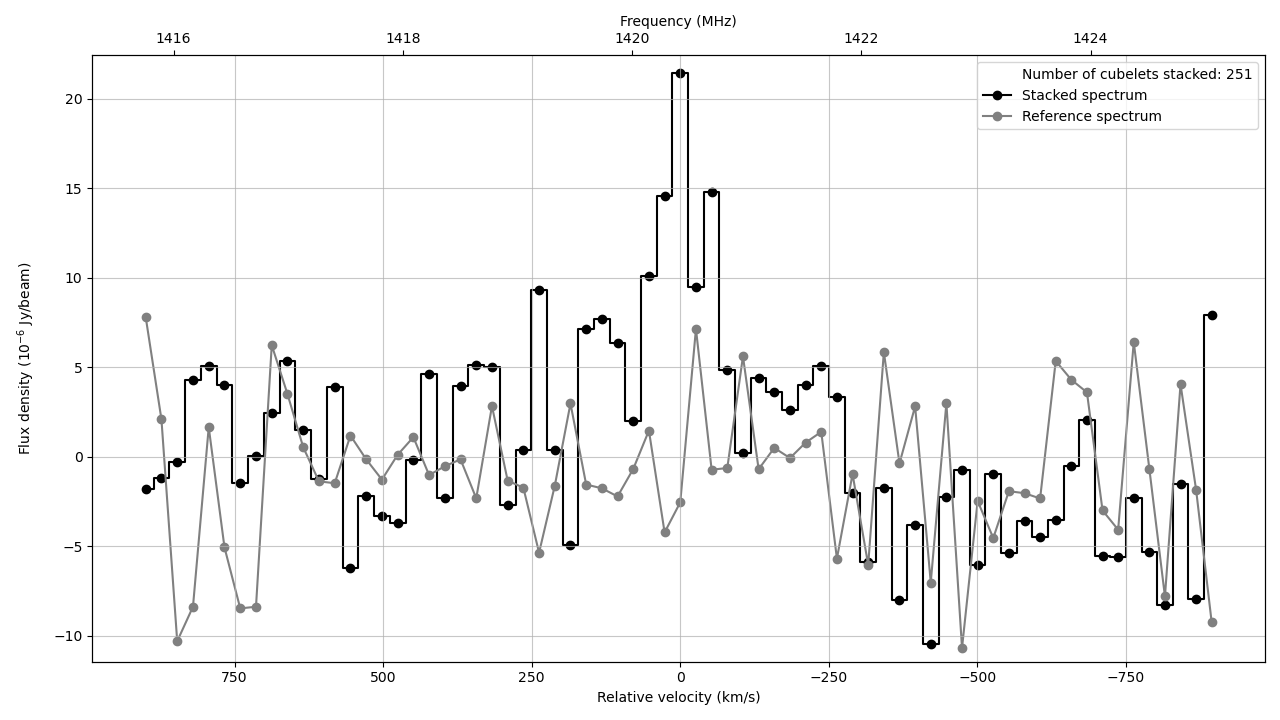 Frequency (MHz)
1416 1418 1420 1422 1424
Number of cubelets stacked: 251
Stacked spectrum
Reference spectrum
20
15
10
5
0
−5
−10
Flux density (10⁻⁶ Jy/beam)
750 500 250 0 −250 −500 −750
Relative velocity (km/s)